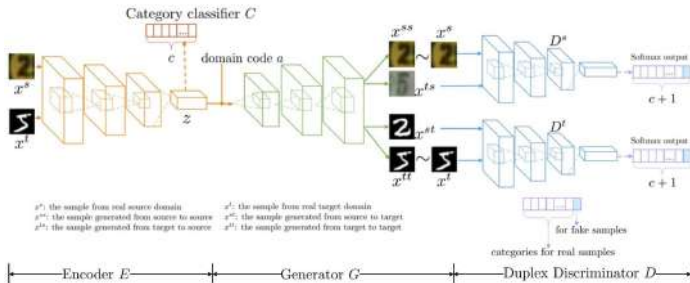 Category classifier C
x^ss x^s
D^s
c
domain code a
Softmax output
x^s
x^ts
c + 1
z
x^st
D^t
Softmax output
x^t
x^tt x^t
c + 1
x^s: the sample from real source domain
x^t: the sample from real target domain
x^ss: the sample generated from source to source
x^st: the sample generated from source to target
x^ts: the sample generated from target to source
x^tt: the sample generated from target to target
for fake samples
categories for real samples
Encoder E
Generator G
Duplex Discriminator D